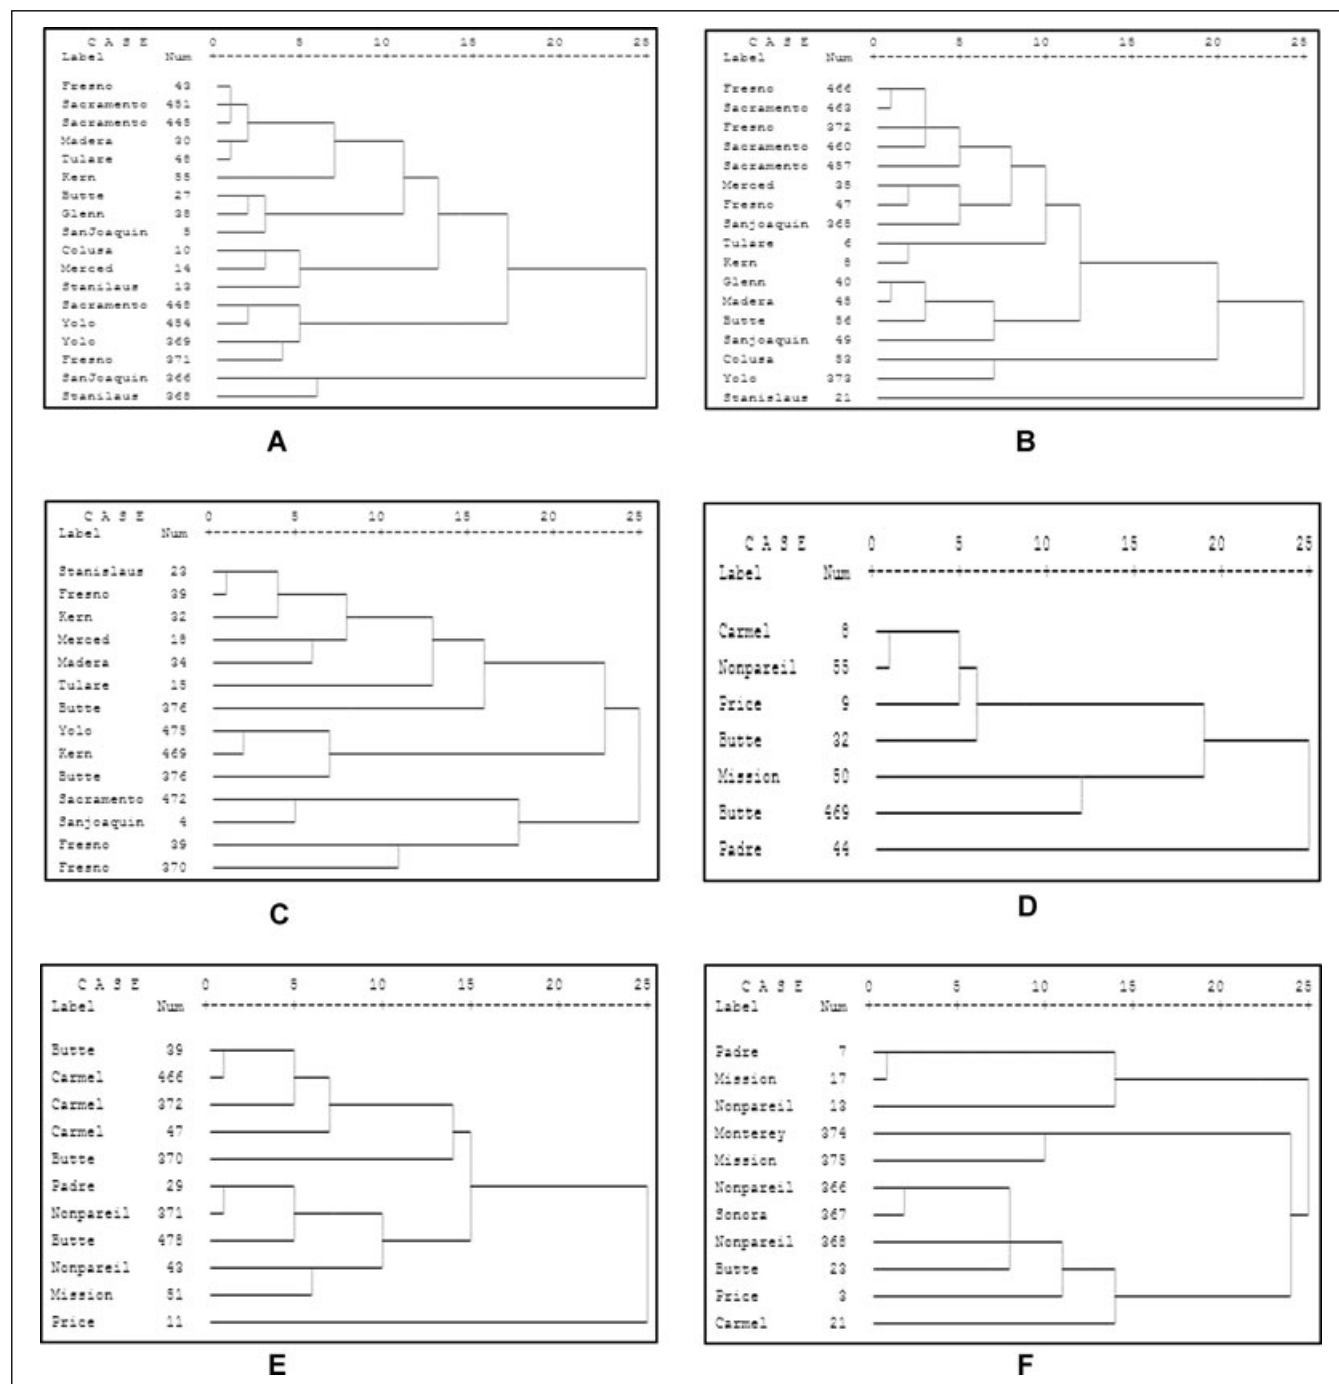 C A S E 0 5 10 15 20 25
Label Num
Fresno 43
Sacramento 451
Sacramento 445
Madera 30
Tulare 48
Kern 55
Butte 27
Glenn 38
SanJoaquin 5
Colusa 10
Merced 14
Stanilaus 13
Sacramento 448
Yolo 454
Yolo 369
Fresno 371
SanJoaquin 366
Stanilaus 368
A
C A S E 0 5 10 15 20 25
Label Num
Fresno 466
Sacramento 463
Fresno 372
Sacramento 460
Sacramento 457
Merced 35
Fresno 47
Sanjoaquin 365
Tulare 6
Kern 8
Glenn 40
Madera 45
Butte 56
Sanjoaquin 49
Colusa 53
Yolo 373
Stanislaus 21
B
C A S E 0 5 10 15 20 25
Label Num
Stanislaus 23
Fresno 39
Kern 32
Merced 18
Madera 34
Tulare 15
Butte 376
Yolo 475
Kern 469
Butte 376
Sacramento 472
Sanjoaquin 4
Fresno 39
Fresno 370
C
C A S E 0 5 10 15 20 25
Label Num
Carmel 8
Nonpareil 55
Price 9
Butte 32
Mission 50
Butte 469
Padre 44
D
C A S E 0 5 10 15 20 25
Label Num
Butte 39
Carmel 466
Carmel 372
Carmel 47
Butte 370
Padre 29
Nonpareil 371
Butte 478
Nonpareil 43
Mission 51
Price 11
E
C A S E 0 5 10 15 20 25
Label Num
Padre 7
Mission 17
Nonpareil 13
Monterey 374
Mission 375
Nonpareil 366
Sonora 367
Nonpareil 368
Butte 23
Price 3
Carmel 21
F